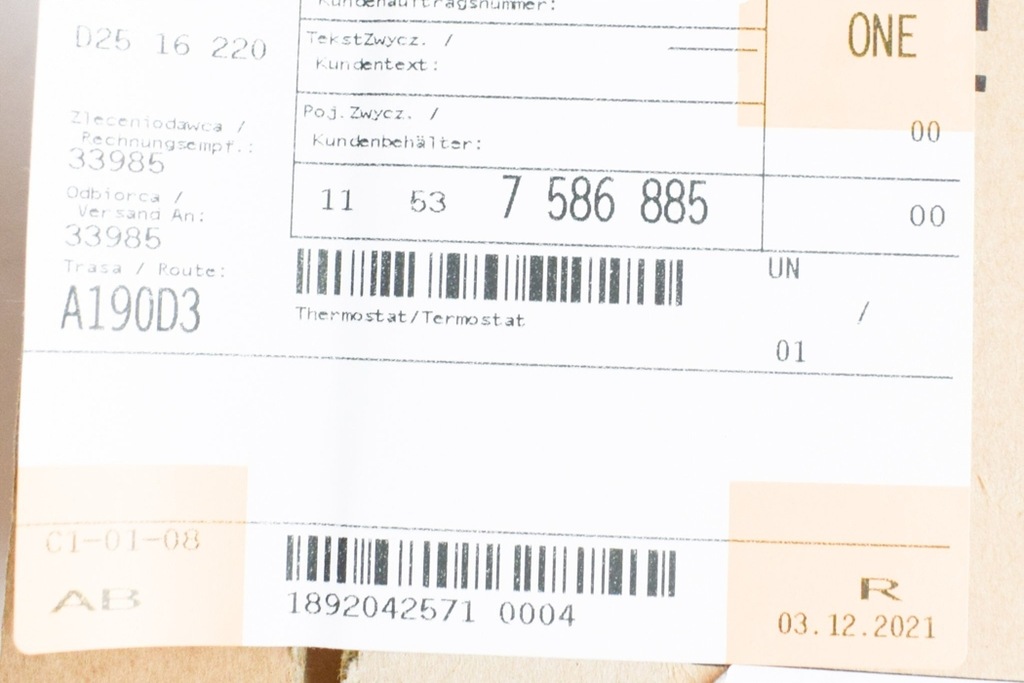 Kundenauftragsnummer:
D25 16 220
TekstZwycz. /
Kundentext:
ONE
Zleceniodawca /
Rechnungsempf.:
33985
Poj.Zwycz. /
Kundenbehälter:
00
Odbiorca /
Versand An:
33985
11 53 7 586 885
00
Trasa / Route:
A190D3
Thermostat/Termostat
UN
/
01
C1-01-08
AB
1892042571 0004
R
03.12.2021